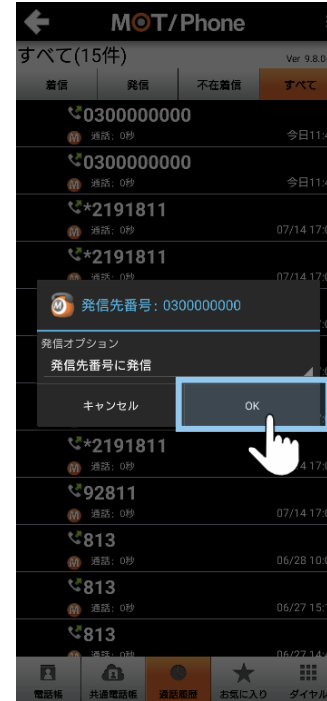 MOT/Phone
すべて(15件)
Ver 9.8.0
着信 発信 不在着信 すべて
0300000000
通話: 0秒 今日11:
0300000000
通話: 0秒 今日11:
*2191811
通話: 0秒 07/14 17:
*2191811
通話: 0秒 07/14 17:
発信先番号: 0300000000
発信オプション
発信先番号に発信
キャンセル OK
*2191811
通話: 0秒 4 17:
92811
通話: 0秒 07/14 17:
813
通話: 0秒 06/28 10:
813
通話: 0秒 06/27 15:
813
通話: 0秒 06/27 14:
電話帳 共通電話帳 通話履歴 お気に入り ダイヤル